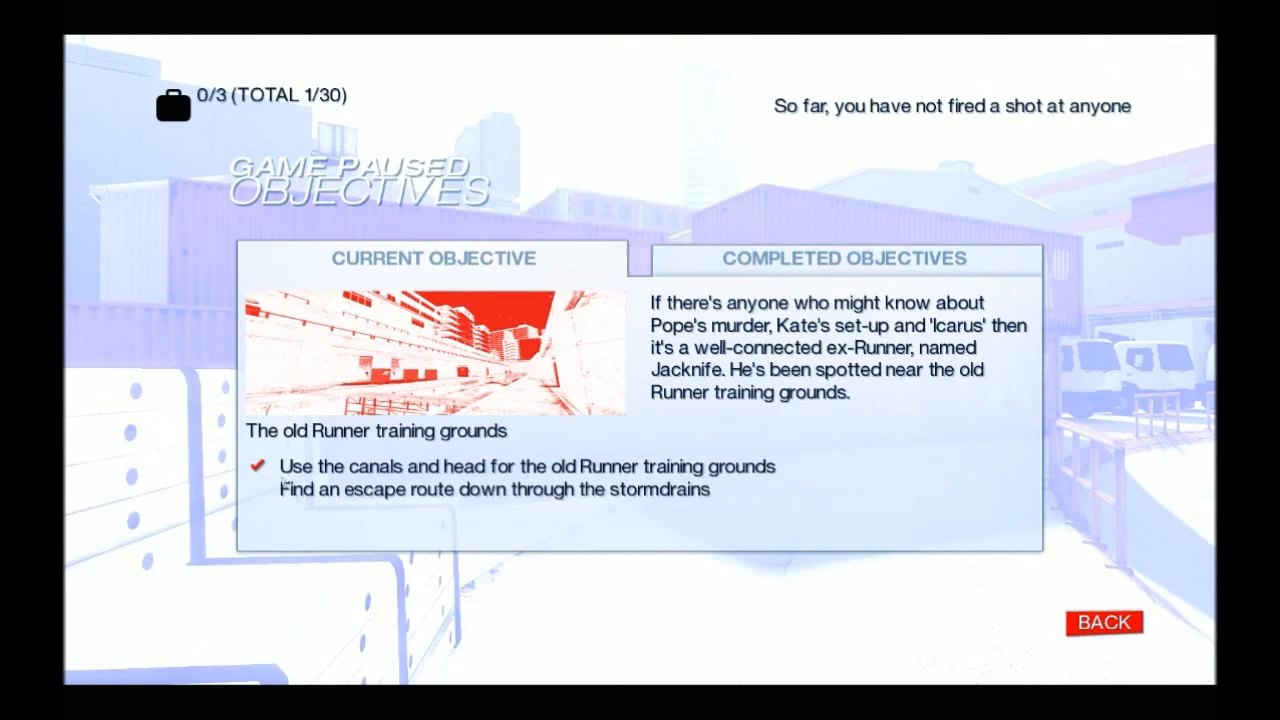 0/3 (TOTAL 1/30)
So far, you have not fired a shot at anyone
GAME PAUSED
OBJECTIVES
CURRENT OBJECTIVE
COMPLETED OBJECTIVES
If there's anyone who might know about
Pope's murder, Kate's set-up and 'Icarus' then
it's a well-connected ex-Runner, named
Jacknife. He's been spotted near the old
Runner training grounds.
The old Runner training grounds
Use the canals and head for the old Runner training grounds
Find an escape route down through the stormdrains
BACK